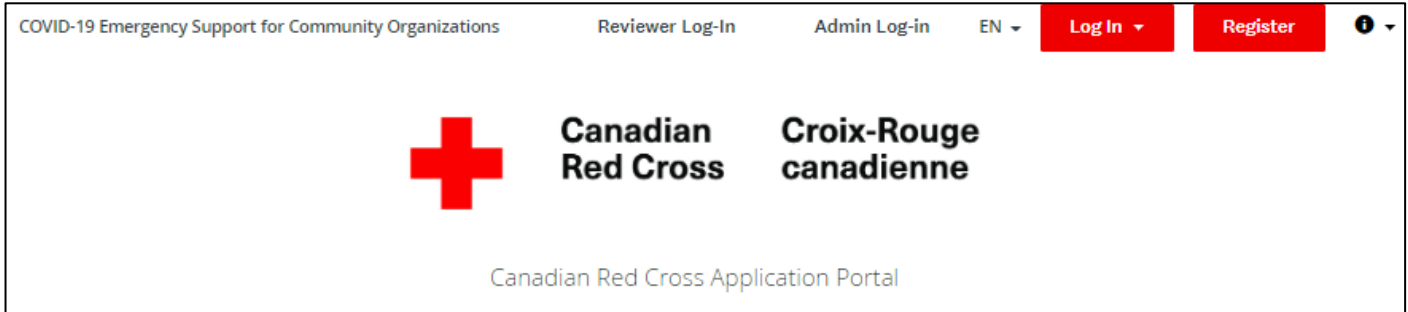 COVID-19 Emergency Support for Community Organizations Reviewer Log-In Admin Log-in EN Log In Register
Canadian Croix-Rouge
Red Cross canadienne
Canadian Red Cross Application Portal